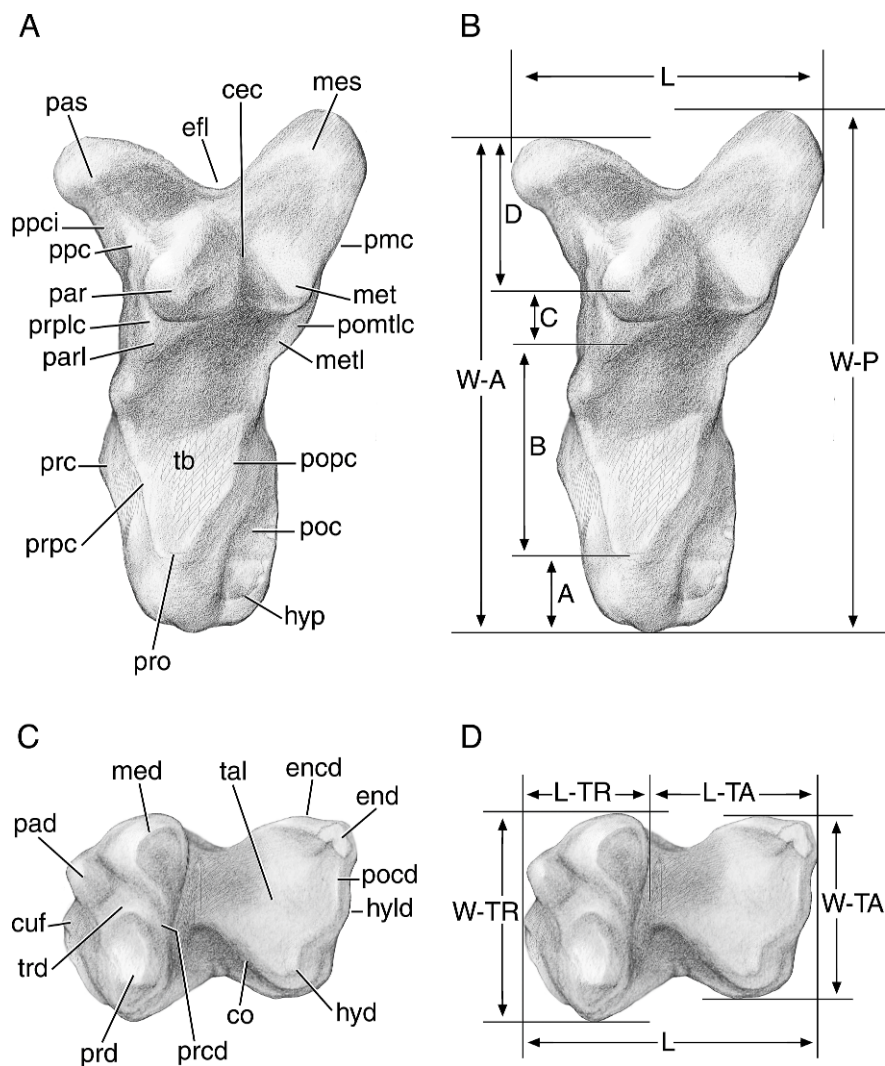 A
B
pas
efl
cec
mes
L
ppci
ppc
pmc
D
par
met
C
prplc
pomtlc
parl
metl
W-A
W-P
prc
tb
popc
B
prpc
poc
A
hyp
pro
C
D
med
tal
encd
end
L-TR
L-TA
pad
pocd
W-TR
W-TA
cuf
hyld
trd
prd
prcd
co
hyd
L